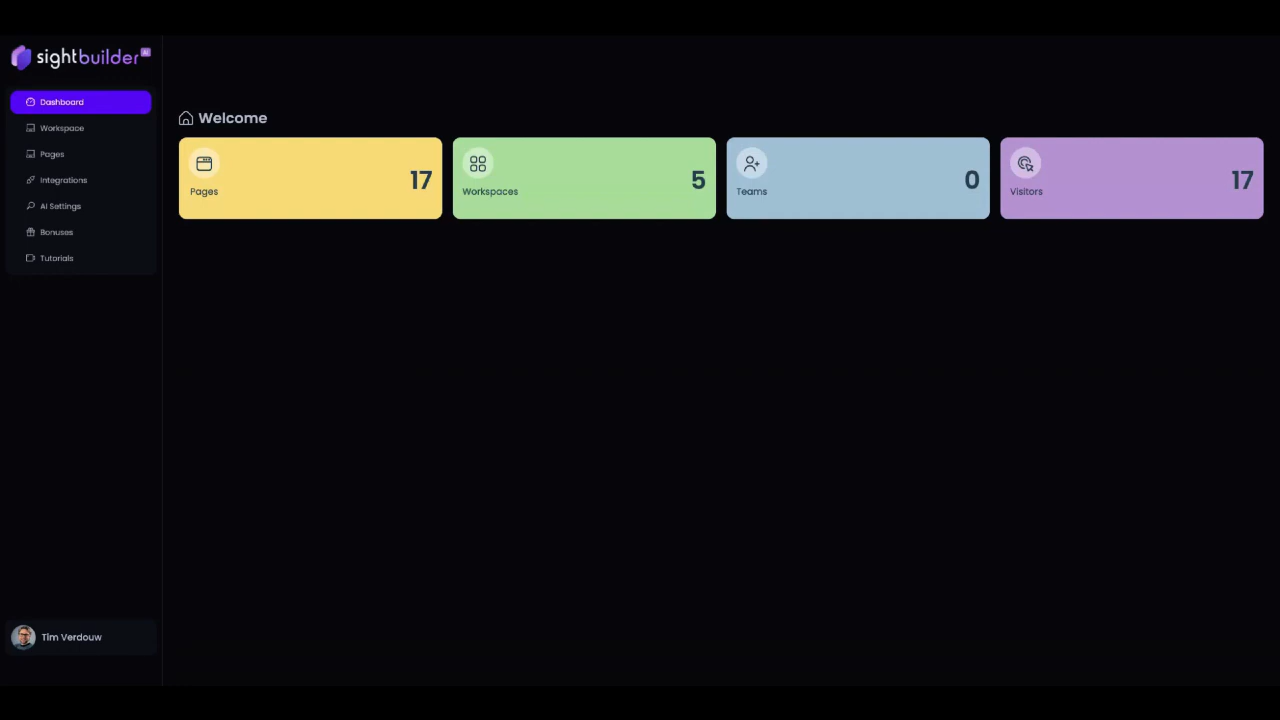 sightbuilder AI
Dashboard
Workspace
Pages
Integrations
AI Settings
Bonuses
Tutorials
Tim Verdouw
Welcome
Pages
17
Workspaces
5
Teams
0
Visitors
17